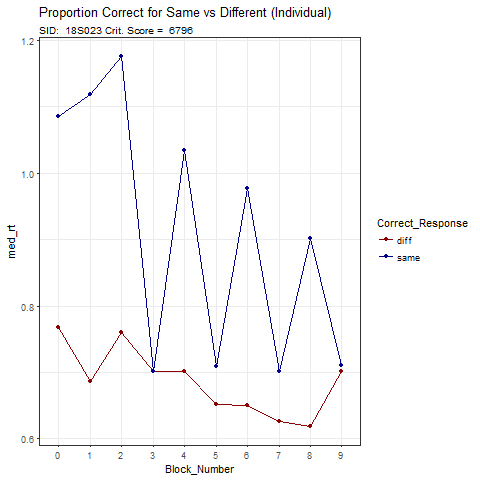 Proportion Correct for Same vs Different (Individual)
SID:  18S023 Crit. Score =  6796
1.2
1.0
0.8
0.6
med_rt
0 1 2 3 4 5 6 7 8 9
Block_Number
Correct_Response
diff
same